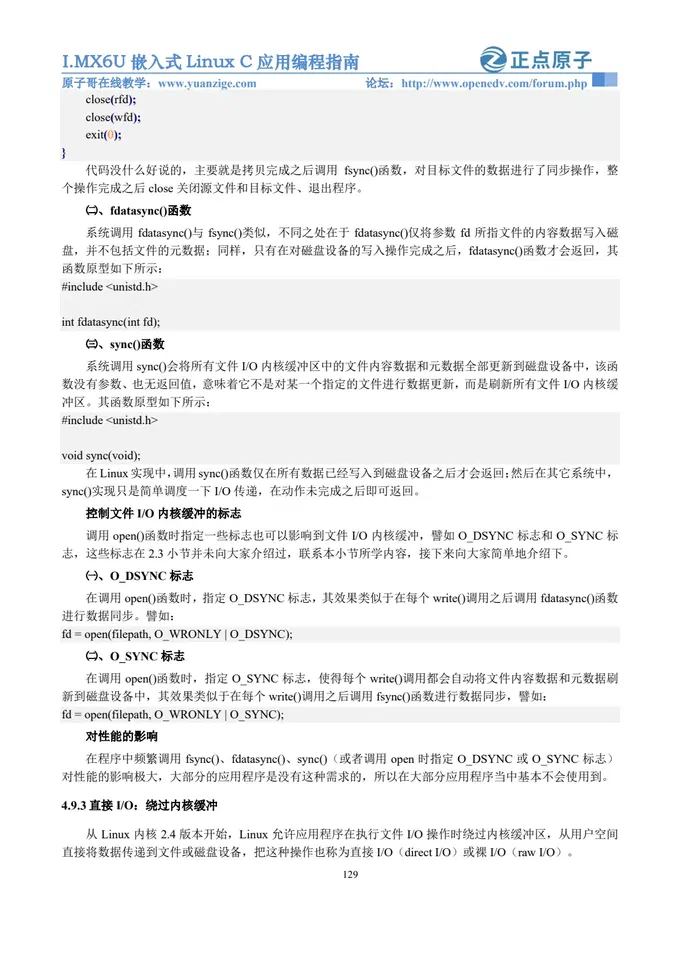 I.MX6U 嵌入式 Linux C 应用编程指南
正点原子
原子哥在线教学：www.yuanzige.com
论坛：http://www.openedv.com/forum.php
close(rfd);
close(wfd);
exit(0);
}
代码没什么好说的，主要就是拷贝完成之后调用 fsync()函数，对目标文件的数据进行了同步操作，整
个操作完成之后 close 关闭源文件和目标文件、退出程序。
㈡、fdatasync()函数
系统调用 fdatasync()与 fsync()类似，不同之处在于 fdatasync()仅将参数 fd 所指文件的内容数据写入磁
盘，并不包括文件的元数据；同样，只有在对磁盘设备的写入操作完成之后，fdatasync()函数才会返回，其
函数原型如下所示：
#include <unistd.h>
int fdatasync(int fd);
㈢、sync()函数
系统调用 sync()会将所有文件 I/O 内核缓冲区中的文件内容数据和元数据全部更新到磁盘设备中，该函
数没有参数、也无返回值，意味着它不是对某一个指定的文件进行数据更新，而是刷新所有文件 I/O 内核缓
冲区。其函数原型如下所示：
#include <unistd.h>
void sync(void);
在 Linux 实现中，调用 sync()函数仅在所有数据已经写入到磁盘设备之后才会返回；然后在其它系统中，
sync()实现只是简单调度一下 I/O 传递，在动作未完成之后即可返回。
控制文件 I/O 内核缓冲的标志
调用 open()函数时指定一些标志也可以影响到文件 I/O 内核缓冲，譬如 O_DSYNC 标志和 O_SYNC 标
志，这些标志在 2.3 小节并未向大家介绍过，联系本小节所学内容，接下来向大家简单地介绍下。
㈠、O_DSYNC 标志
在调用 open()函数时，指定 O_DSYNC 标志，其效果类似于在每个 write()调用之后调用 fdatasync()函数
进行数据同步。譬如：
fd = open(filepath, O_WRONLY | O_DSYNC);
㈡、O_SYNC 标志
在调用 open()函数时，指定 O_SYNC 标志，使得每个 write()调用都会自动将文件内容数据和元数据刷
新到磁盘设备中，其效果类似于在每个 write()调用之后调用 fsync()函数进行数据同步，譬如：
fd = open(filepath, O_WRONLY | O_SYNC);
对性能的影响
在程序中频繁调用 fsync()、fdatasync()、sync()（或者调用 open 时指定 O_DSYNC 或 O_SYNC 标志）
对性能的影响极大，大部分的应用程序是没有这种需求的，所以在大部分应用程序当中基本不会使用到。
4.9.3 直接 I/O：绕过内核缓冲
从 Linux 内核 2.4 版本开始，Linux 允许应用程序在执行文件 I/O 操作时绕过内核缓冲区，从用户空间
直接将数据传递到文件或磁盘设备，把这种操作也称为直接 I/O（direct I/O）或裸 I/O（raw I/O）。
129